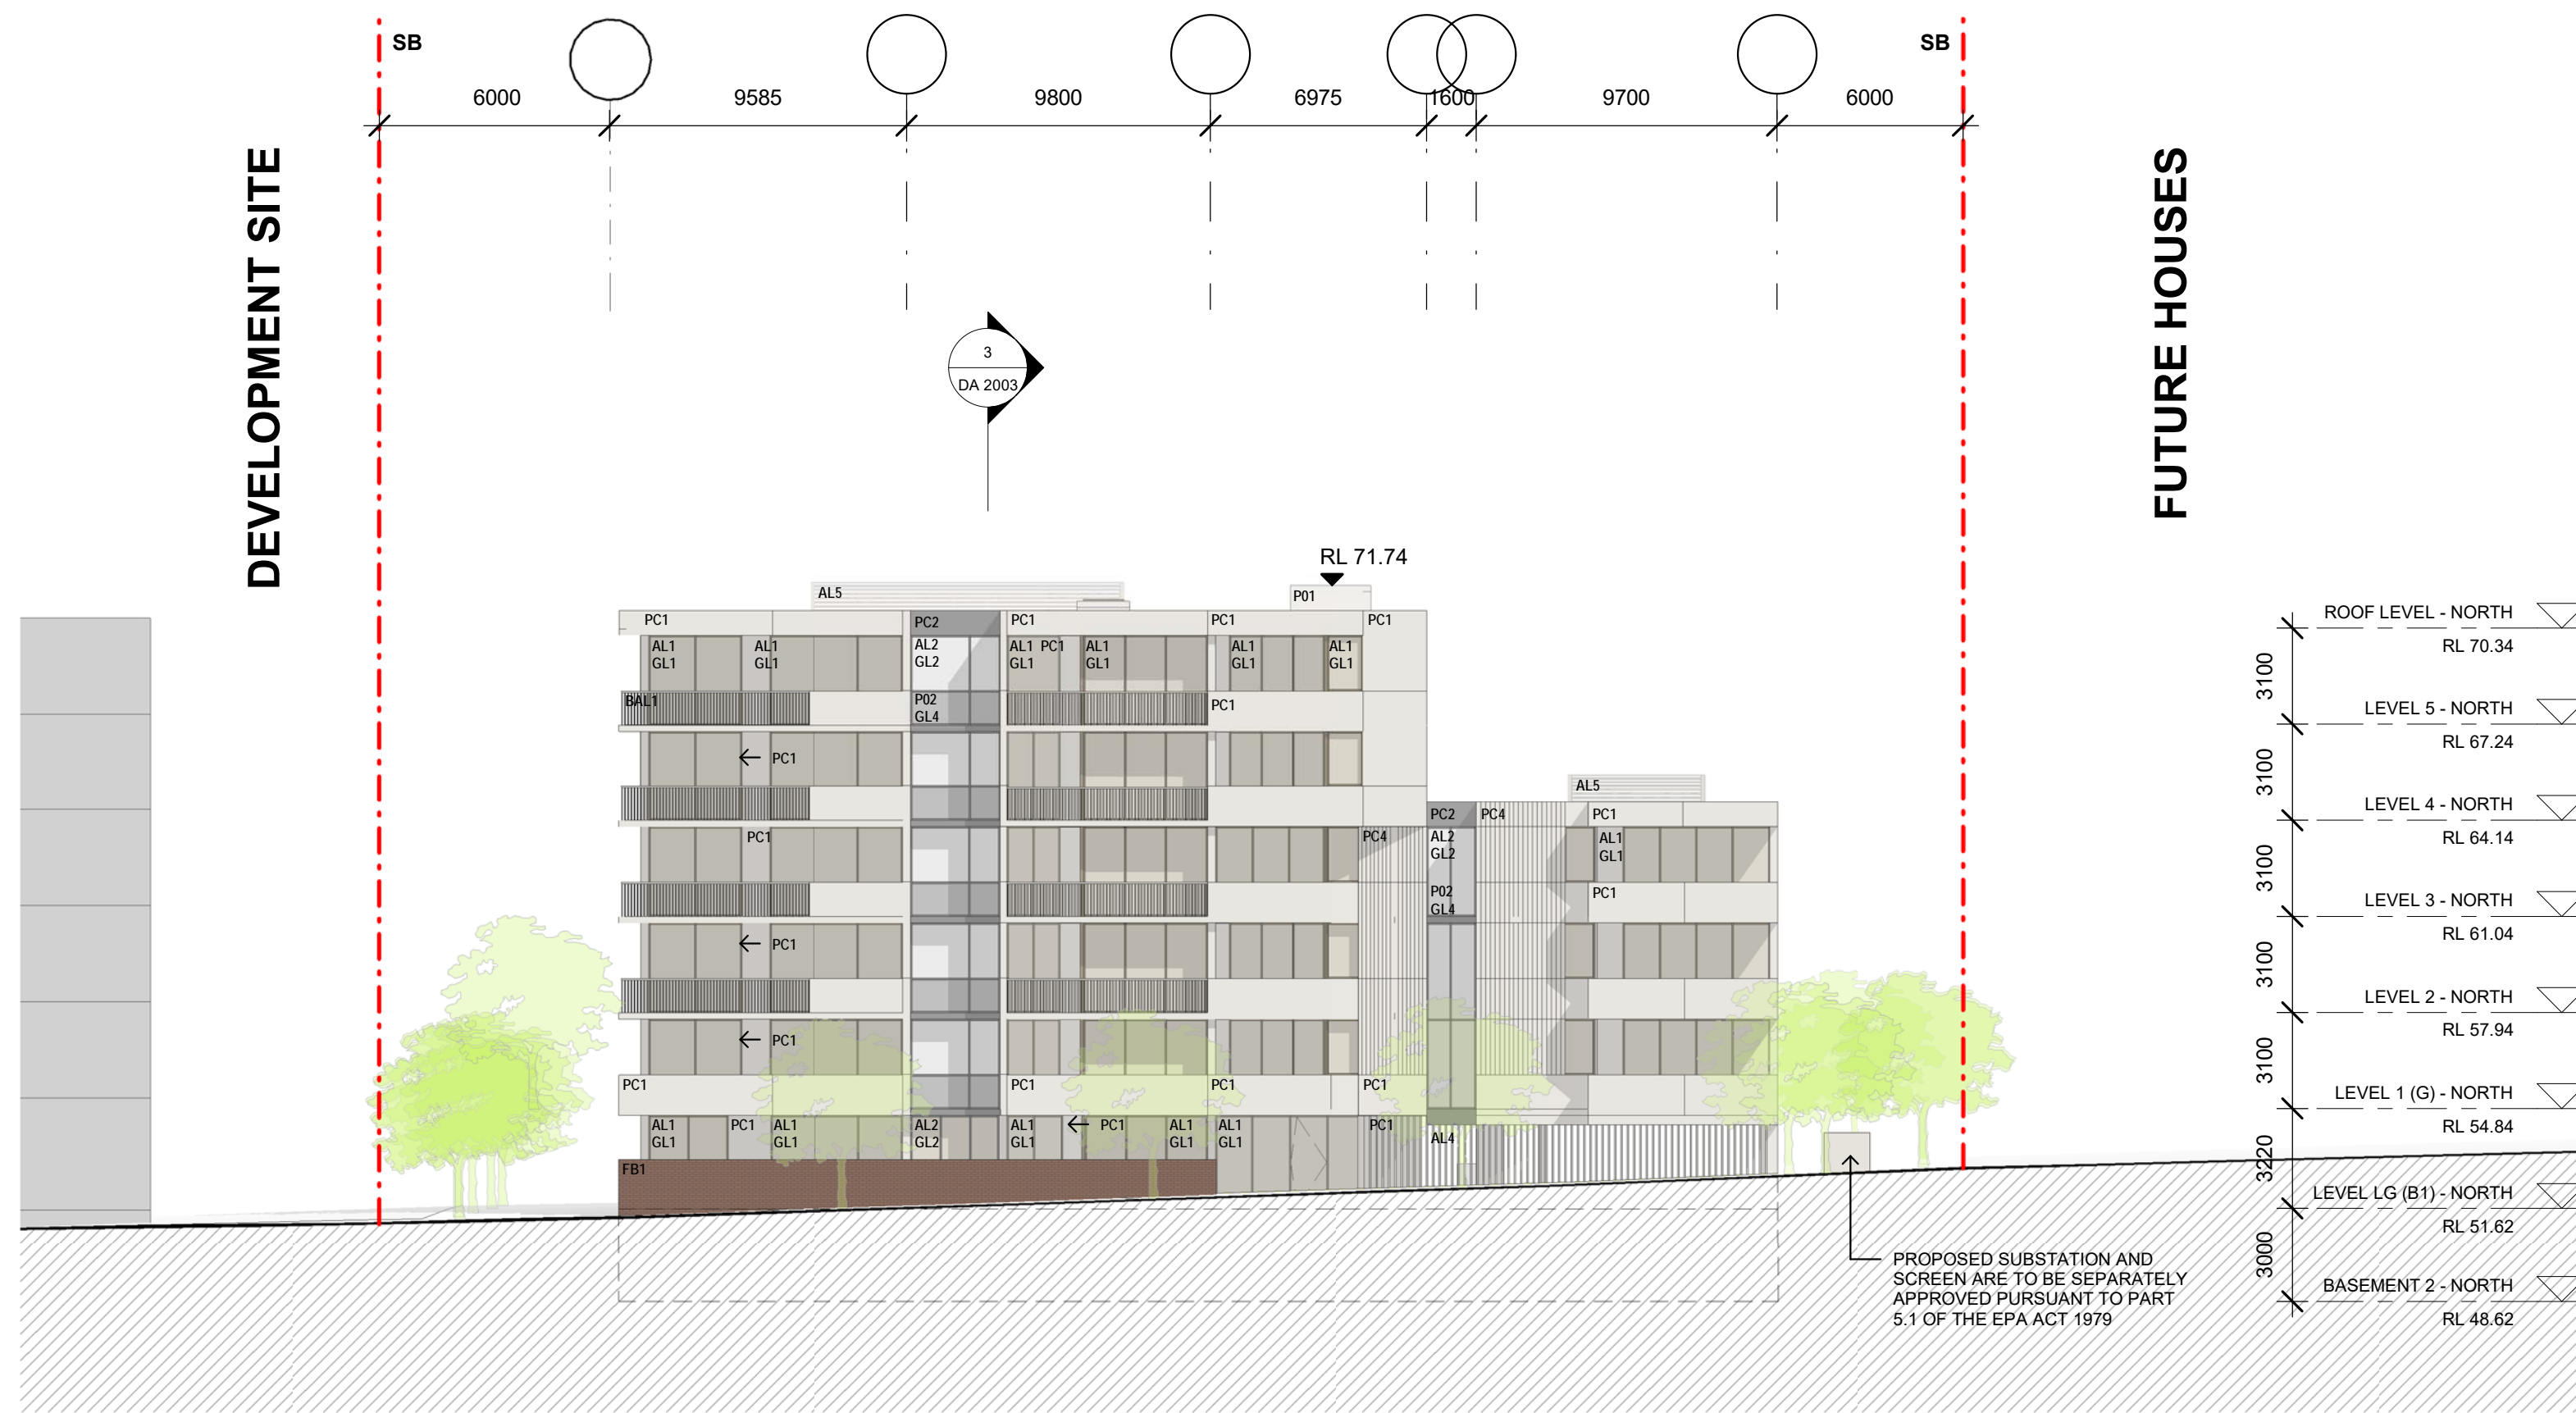 SB
SB
6000
9585
9800
6975
1600
9700
6000
DEVELOPMENT SITE
FUTURE HOUSES
3
DA 2003
RL 71.74
AL5
P01
PC1
PC2
PC1
PC1
PC1
AL1
GL1
AL1
GL1
AL2
GL2
AL1
GL1
PC1
AL1
GL1
AL1
GL1
AL1
GL1
BAL1
P02
GL4
PC1
PC1
AL5
PC2
PC4
PC1
PC1
PC4
AL2
GL2
AL1
GL1
P02
GL4
PC1
PC1
PC1
PC1
PC1
PC1
PC1
AL1
GL1
PC1
AL1
GL1
AL2
GL2
AL1
GL1
PC1
AL1
GL1
AL1
GL1
PC1
AL4
FB1
ROOF LEVEL - NORTH
RL 70.34
3100
LEVEL 5 - NORTH
RL 67.24
3100
LEVEL 4 - NORTH
RL 64.14
3100
LEVEL 3 - NORTH
RL 61.04
3100
LEVEL 2 - NORTH
RL 57.94
3100
LEVEL 1 (G) - NORTH
RL 54.84
3220
LEVEL LG (B1) - NORTH
RL 51.62
3000
BASEMENT 2 - NORTH
RL 48.62
PROPOSED SUBSTATION AND
SCREEN ARE TO BE SEPARATELY
APPROVED PURSUANT TO PART
5.1 OF THE EPA ACT 1979